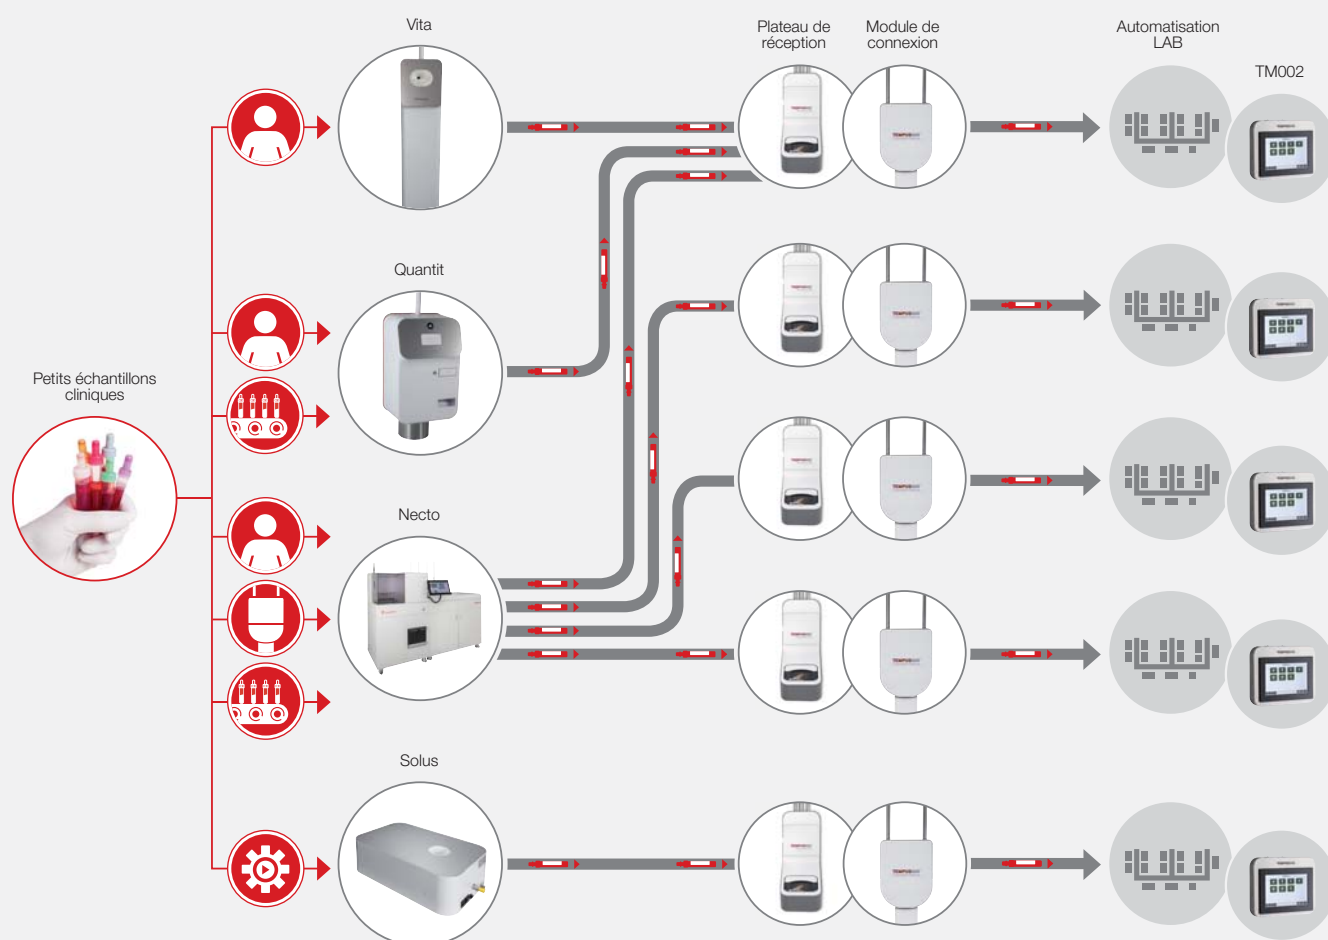 Vita
Plateau de
réception
Module de
connexion
Automatisation
LAB
TM002
Quantit
Petits échantillons
cliniques
Necto
Solus